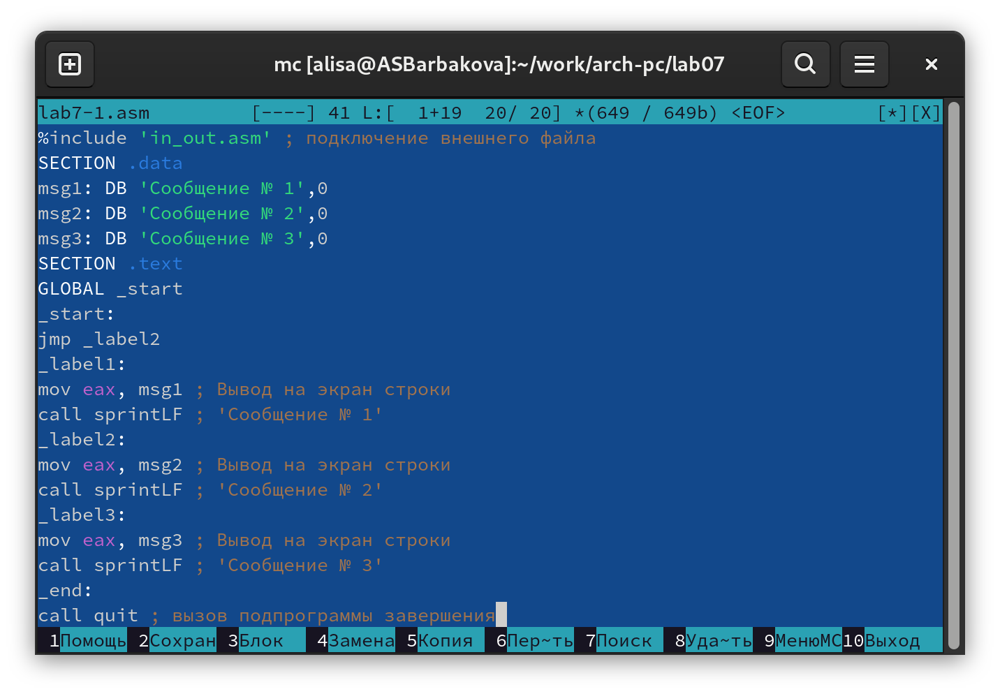 mc [alisa@ASBarbakova]:~/work/arch-pc/lab07
lab7-1.asm [----] 41 L:[ 1+19 20/ 20] *(649 / 649b) <EOF> [*][X]
%include 'in_out.asm' ; подключение внешнего файла
SECTION .data
msg1: DB 'Сообщение № 1',0
msg2: DB 'Сообщение № 2',0
msg3: DB 'Сообщение № 3',0
SECTION .text
GLOBAL _start
_start:
jmp _label2
_label1:
mov eax, msg1 ; Вывод на экран строки
call sprintLF ; 'Сообщение № 1'
_label2:
mov eax, msg2 ; Вывод на экран строки
call sprintLF ; 'Сообщение № 2'
_label3:
mov eax, msg3 ; Вывод на экран строки
call sprintLF ; 'Сообщение № 3'
_end:
call quit ; вызов подпрограммы завершения
1Помощь 2Сохран 3Блок 4Замена 5Копия 6Пер~ть 7Поиск 8Уда~ть 9МенюМС10Выход